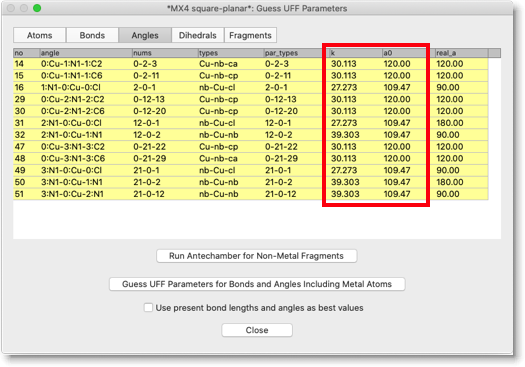 *MX4 square-planar*: Guess UFF Parameters
Atoms Bonds Angles Dihedrals Fragments
no angle nums types par_types k a0 real_a
14 0:Cu-1:N1-1:C2 0-2-3 Cu-nb-ca 0-2-3 30.113 120.00 120.00
15 0:Cu-1:N1-1:C6 0-2-11 Cu-nb-cp 0-2-11 30.113 120.00 120.00
16 1:N1-0:Cu-0:Cl 2-0-1 nb-Cu-cl 2-0-1 27.273 109.47 90.00
29 0:Cu-2:N1-2:C2 0-12-13 Cu-nb-cp 0-12-13 30.113 120.00 120.00
30 0:Cu-2:N1-2:C6 0-12-20 Cu-nb-cp 0-12-20 30.113 120.00 120.00
31 2:N1-0:Cu-0:Cl 12-0-1 nb-Cu-cl 12-0-1 27.273 109.47 180.00
32 2:N1-0:Cu-1:N1 12-0-2 nb-Cu-nb 12-0-2 39.303 109.47 90.00
47 0:Cu-3:N1-3:C2 0-21-22 Cu-nb-cp 0-21-22 30.113 120.00 120.00
48 0:Cu-3:N1-3:C6 0-21-29 Cu-nb-ca 0-21-29 30.113 120.00 120.00
49 3:N1-0:Cu-0:Cl 21-0-1 nb-Cu-cl 21-0-1 27.273 109.47 90.00
50 3:N1-0:Cu-1:N1 21-0-2 nb-Cu-nb 21-0-2 39.303 109.47 180.00
51 3:N1-0:Cu-2:N1 21-0-12 nb-Cu-nb 21-0-12 39.303 109.47 90.00
Run Antechamber for Non-Metal Fragments
Guess UFF Parameters for Bonds and Angles Including Metal Atoms
Use present bond lengths and angles as best values
Close